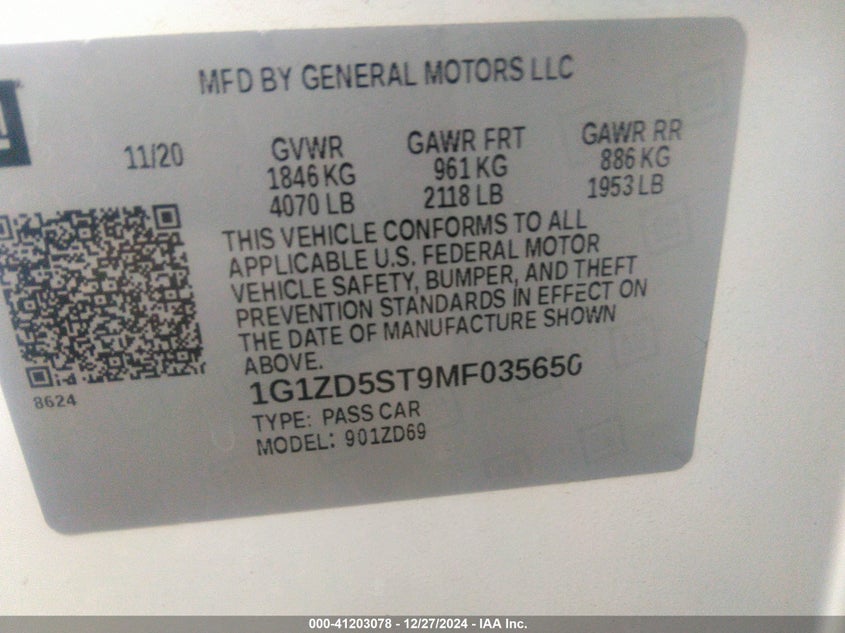 MFD BY GENERAL MOTORS LLC
11/20
GVWR
1846 KG
4070 LB
GAWR FRT
961 KG
2118 LB
GAWR RR
886 KG
1953 LB
THIS VEHICLE CONFORMS TO ALL
APPLICABLE U.S. FEDERAL MOTOR
VEHICLE SAFETY, BUMPER, AND THEFT
PREVENTION STANDARDS IN EFFECT ON
THE DATE OF MANUFACTURE SHOWN
ABOVE.
8624
1G1ZD5ST9MF035650
TYPE: PASS CAR
MODEL: 901ZD69
000-41203078 - 12/27/2024 - IAA Inc.